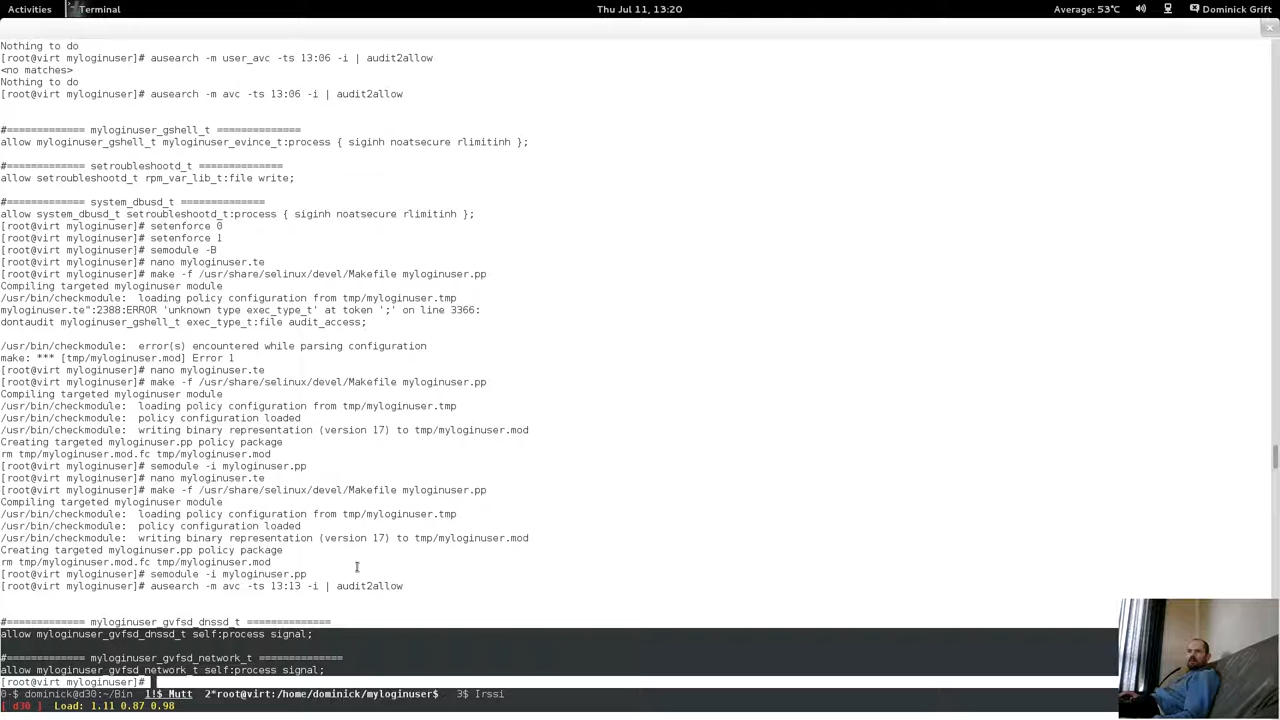 Activities Terminal Thu Jul 11, 13:20 Average: 53°C Dominick Grift
Nothing to do
[root@virt myloginuser]# ausearch -m user_avc -ts 13:06 -i | audit2allow
<no matches>
Nothing to do
[root@virt myloginuser]# ausearch -m avc -ts 13:06 -i | audit2allow
#============= myloginuser_gshell_t ==============
allow myloginuser_gshell_t myloginuser_evince_t:process { siginh noatsecure rlimitinh };
#============= setroubleshootd_t ==============
allow setroubleshootd_t rpm_var_lib_t:file write;
#============= system_dbusd_t ==============
allow system_dbusd_t setroubleshootd_t:process { siginh noatsecure rlimitinh };
[root@virt myloginuser]# setenforce 0
[root@virt myloginuser]# setenforce 1
[root@virt myloginuser]# semodule -B
[root@virt myloginuser]# nano myloginuser.te
[root@virt myloginuser]# make -f /usr/share/selinux/devel/Makefile myloginuser.pp
Compiling targeted myloginuser module
/usr/bin/checkmodule:  loading policy configuration from tmp/myloginuser.tmp
myloginuser.te":2388:ERROR 'unknown type exec_type_t' at token ';' on line 3366:
dontaudit myloginuser_gshell_t exec_type_t:file audit_access;
/usr/bin/checkmodule:  error(s) encountered while parsing configuration
make: *** [tmp/myloginuser.mod] Error 1
[root@virt myloginuser]# nano myloginuser.te
[root@virt myloginuser]# make -f /usr/share/selinux/devel/Makefile myloginuser.pp
Compiling targeted myloginuser module
/usr/bin/checkmodule:  loading policy configuration from tmp/myloginuser.tmp
/usr/bin/checkmodule:  policy configuration loaded
/usr/bin/checkmodule:  writing binary representation (version 17) to tmp/myloginuser.mod
Creating targeted myloginuser.pp policy package
rm tmp/myloginuser.mod.fc tmp/myloginuser.mod
[root@virt myloginuser]# semodule -i myloginuser.pp
[root@virt myloginuser]# nano myloginuser.te
[root@virt myloginuser]# make -f /usr/share/selinux/devel/Makefile myloginuser.pp
Compiling targeted myloginuser module
/usr/bin/checkmodule:  loading policy configuration from tmp/myloginuser.tmp
/usr/bin/checkmodule:  policy configuration loaded
/usr/bin/checkmodule:  writing binary representation (version 17) to tmp/myloginuser.mod
Creating targeted myloginuser.pp policy package
rm tmp/myloginuser.mod.fc tmp/myloginuser.mod
[root@virt myloginuser]# semodule -i myloginuser.pp
[root@virt myloginuser]# ausearch -m avc -ts 13:13 -i | audit2allow
#============= myloginuser_gvfsd_dnssd_t ==============
allow myloginuser_gvfsd_dnssd_t self:process signal;
#============= myloginuser_gvfsd_network_t ==============
allow myloginuser_gvfsd_network_t self:process signal;
[root@virt myloginuser]#
0-$ dominick@d30:~/Bin  1!$ Mutt  2*root@virt:/home/dominick/myloginuser$  3$ Irssi
[ d30 ]  Load: 1.11 0.87 0.98